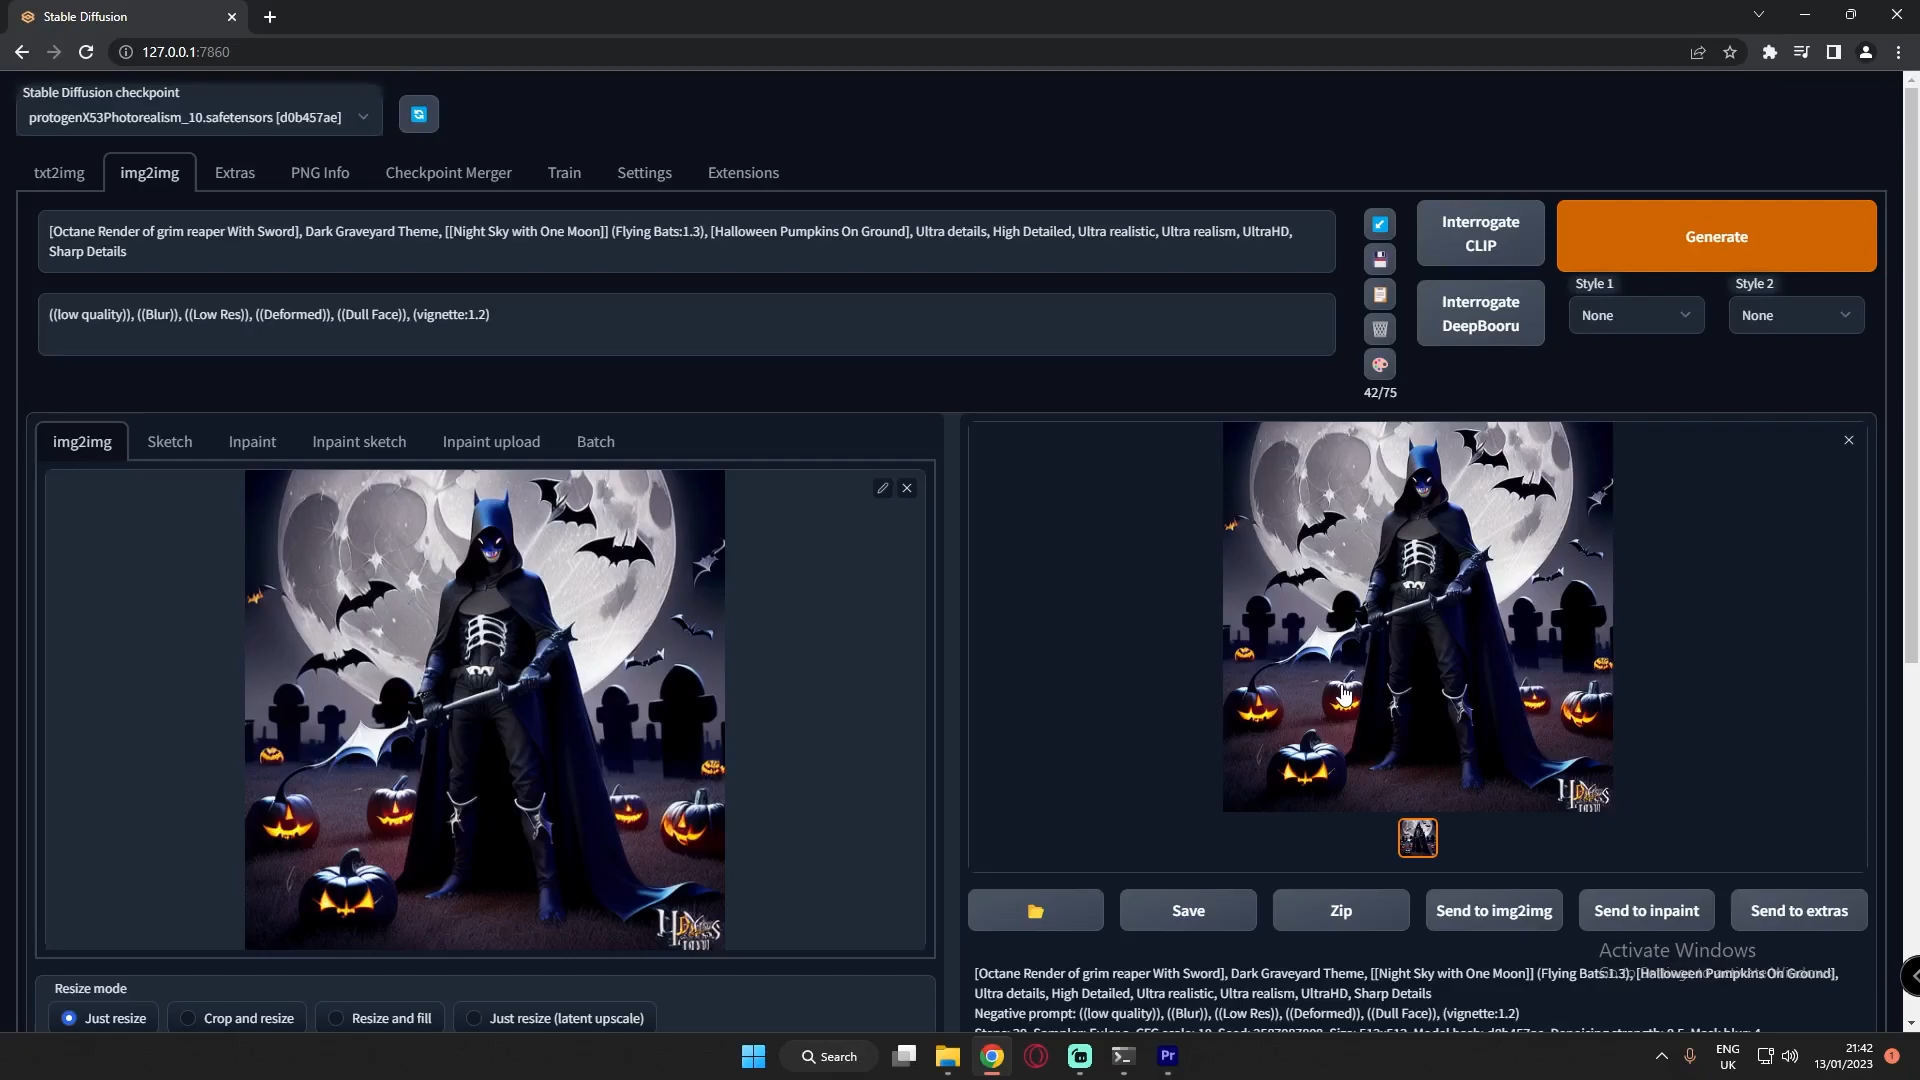 Stable Diffusion
127.0.0.1:7860
Stable Diffusion checkpoint
protogenX53Photorealism_10.safetensors [d0b457ae]
txt2img
img2img
Extras
PNG Info
Checkpoint Merger
Train
Settings
Extensions
[Octane Render of grim reaper With Sword], Dark Graveyard Theme, [[Night Sky with One Moon]] (Flying Bats:1.3), [Halloween Pumpkins On Ground], Ultra details, High Detailed, Ultra realistic, Ultra realism, UltraHD,
Sharp Details
((low quality)), ((Blur)), ((Low Res)), ((Deformed)), ((Dull Face)), (vignette:1.2)
42/75
Interrogate
CLIP
Interrogate
DeepBooru
Generate
Style 1
None
Style 2
None
img2img
Sketch
Inpaint
Inpaint sketch
Inpaint upload
Batch
Resize mode
Just resize
Crop and resize
Resize and fill
Just resize (latent upscale)
Save
Zip
Send to img2img
Send to inpaint
Send to extras
Activate Windows
[Octane Render of grim reaper With Sword], Dark Graveyard Theme, [[Night Sky with One Moon]] (Flying Bats:1.3), [Halloween Pumpkins On Ground],
Ultra details, High Detailed, Ultra realistic, Ultra realism, UltraHD, Sharp Details
Negative prompt: ((low quality)), ((Blur)), ((Low Res)), ((Deformed)), ((Dull Face)), (vignette:1.2)
Search
Pr
ENG
UK
21:42
13/01/2023
1